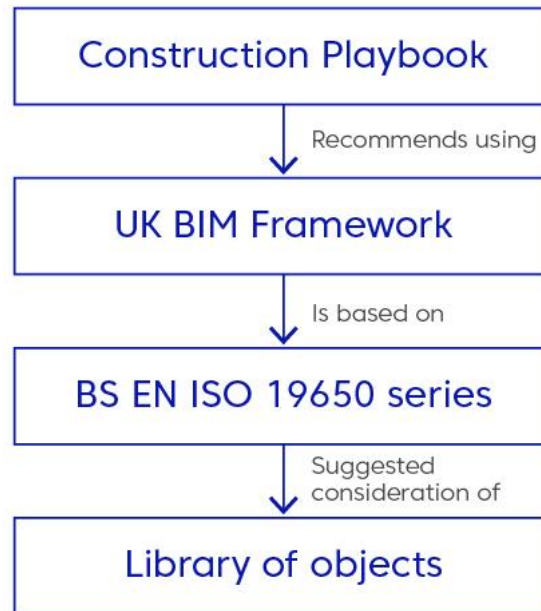 Construction Playbook
Recommends using
UK BIM Framework
Is based on
BS EN ISO 19650 series
Suggested
consideration of
Library of objects